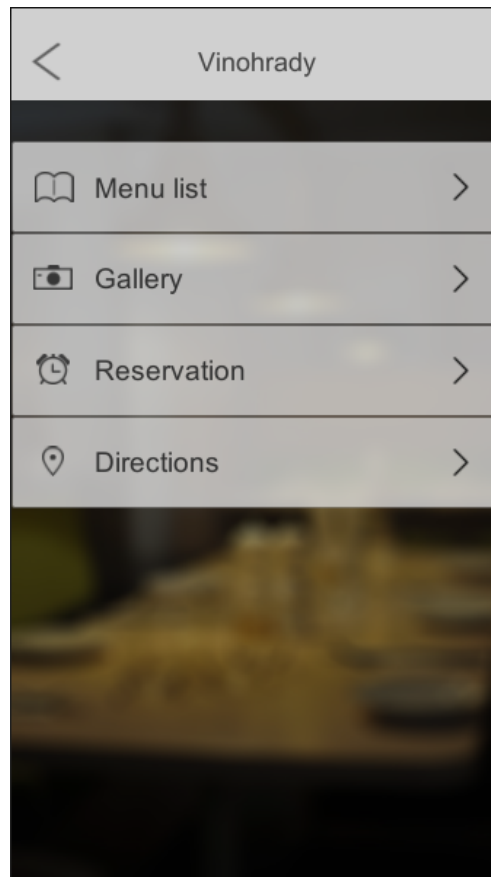 Vinohrady
Menu list
Gallery
Reservation
Directions